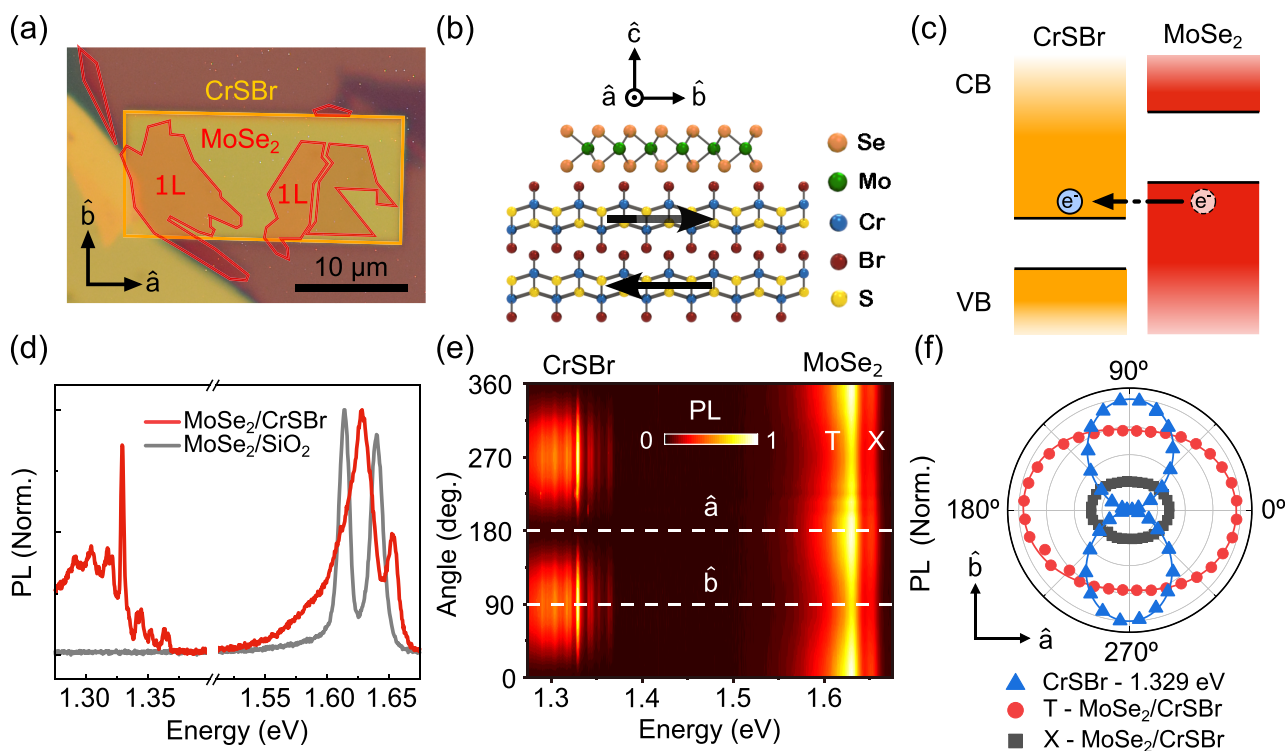 (a)
CrSBr
MoSe₂
1L
1L
b̂
â
10 µm
(b)
ĉ
â
b̂
Se
Mo
Cr
Br
S
(c)
CrSBr
MoSe₂
CB
e⁻
e⁻
VB
(d)
MoSe₂/CrSBr
MoSe₂/SiO₂
PL (Norm.)
1.30
1.35
1.55
1.60
1.65
Energy (eV)
(e)
CrSBr
MoSe₂
PL
0
1
T
X
â
b̂
Angle (deg.)
360
270
180
90
0
1.3
1.4
1.5
1.6
Energy (eV)
(f)
90º
180º
0º
270º
PL (Norm.)
b̂
â
CrSBr - 1.329 eV
T - MoSe₂/CrSBr
X - MoSe₂/CrSBr